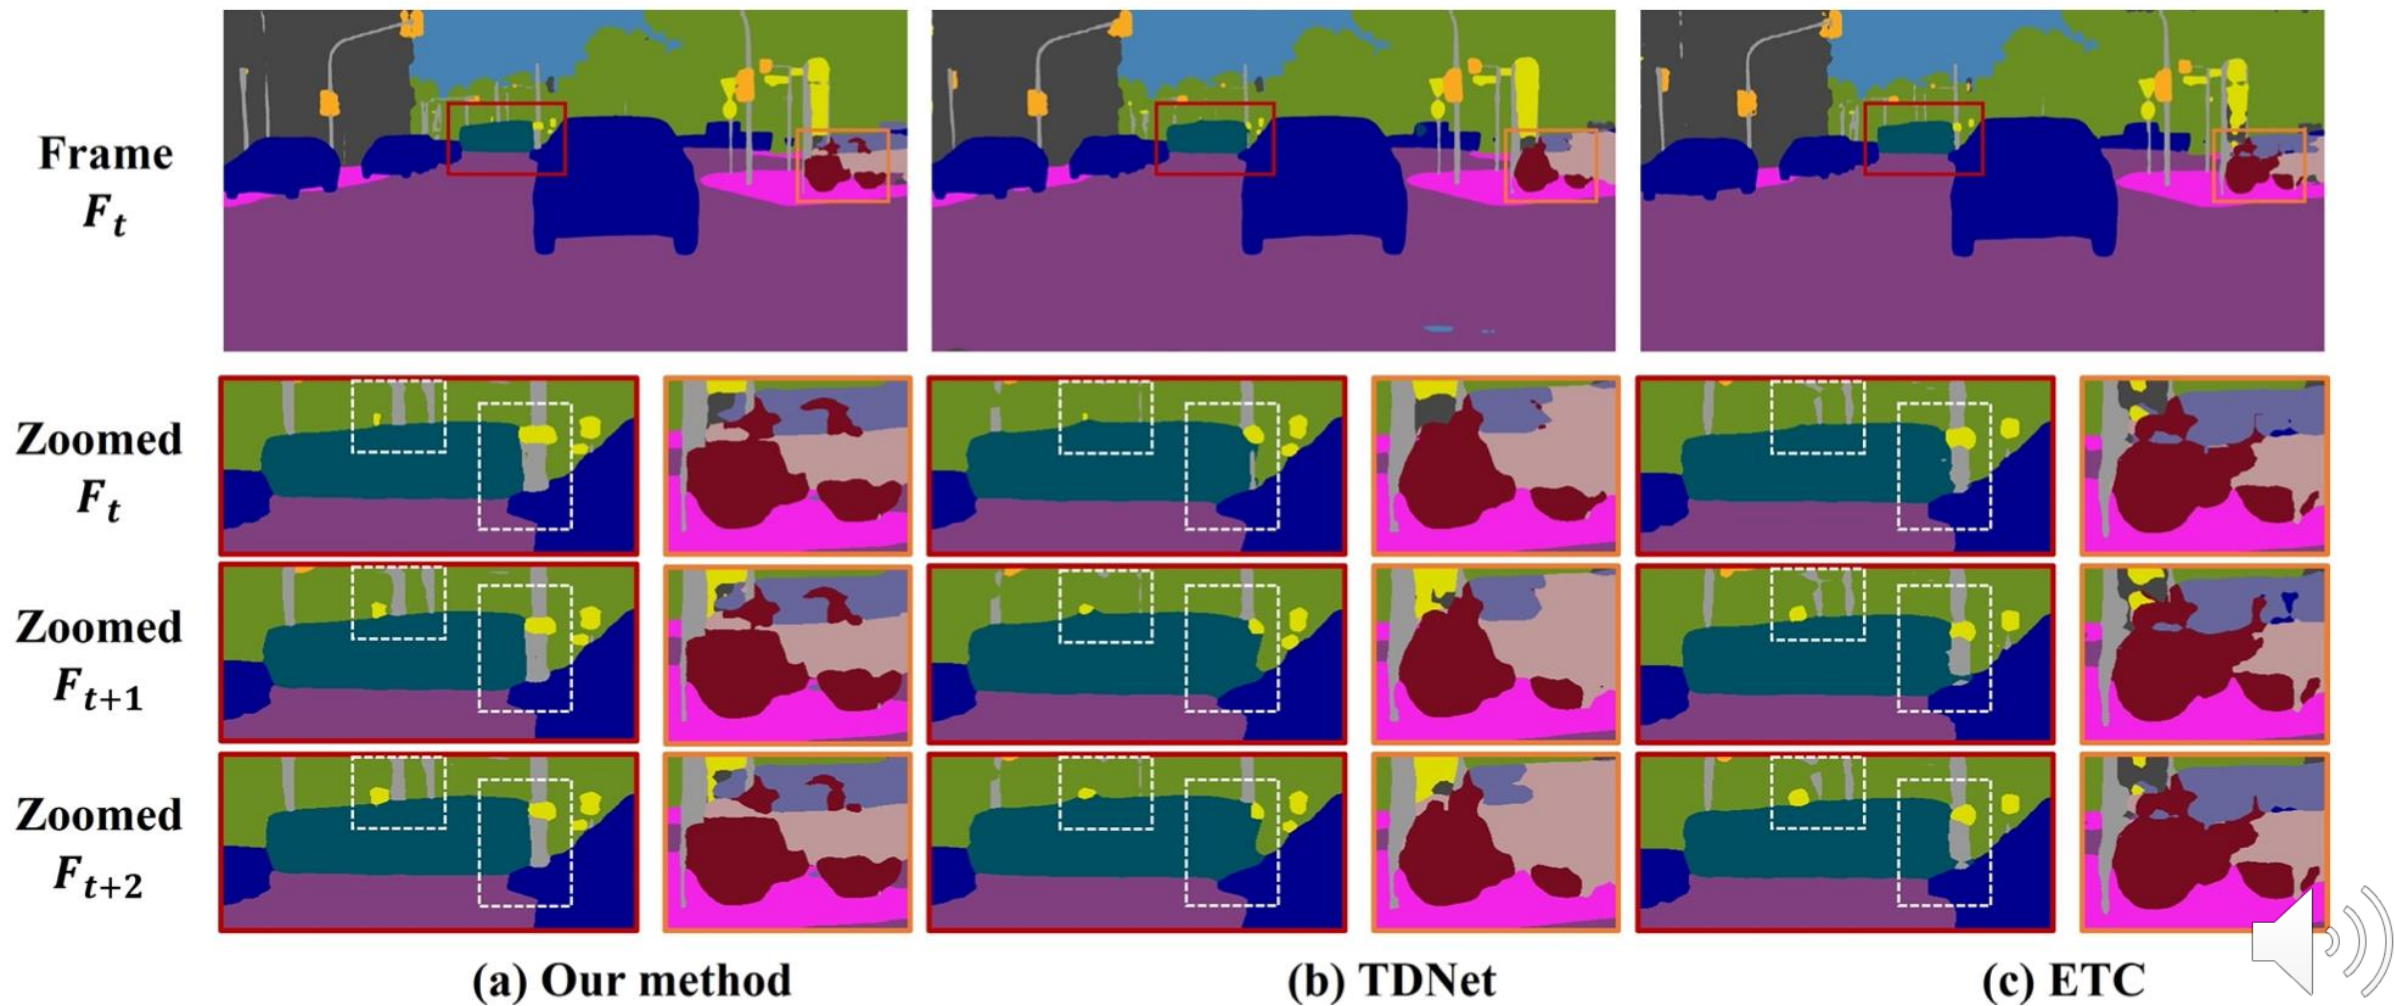 Frame
F_t
Zoomed
F_t
Zoomed
F_{t+1}
Zoomed
F_{t+2}
(a) Our method
(b) TDNet
(c) ETC